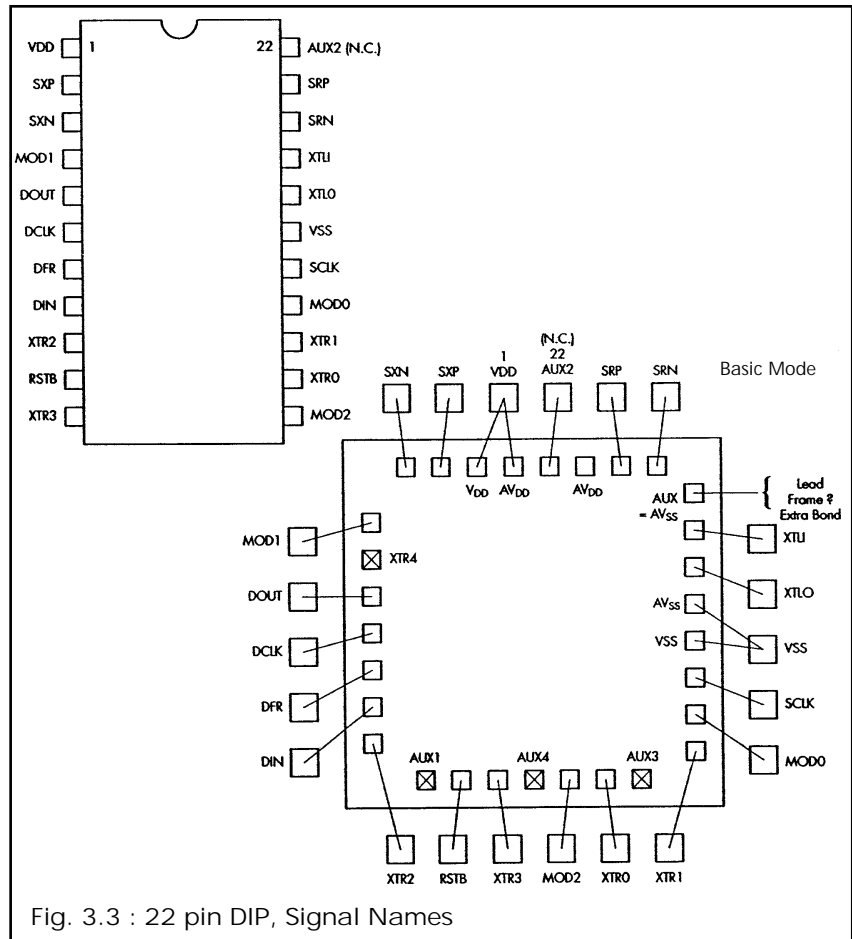 VDD 1 22 AUX2 (N.C.)
SXP SRP
SXN SRN
MOD1 XTLI
DOUT XTLO
DCLK VSS
DFR SCLK
DIN MOD0
XTR2 XTR1
RSTB XTR0
XTR3 MOD2
Basic Mode
(N.C.)
1 22
SXN SXP VDD AUX2 SRP SRN
VDD AVDD AVDD
AUX
= AVSS
Lead
Frame ?
Extra Bond
MOD1 XTLI
XTR4
DOUT XTLO
AVSS
DCLK VSS VSS
DFR SCLK
DIN MOD0
AUX1 AUX4 AUX3
XTR2 RSTB XTR3 MOD2 XTR0 XTR1
Fig. 3.3 : 22 pin DIP, Signal Names